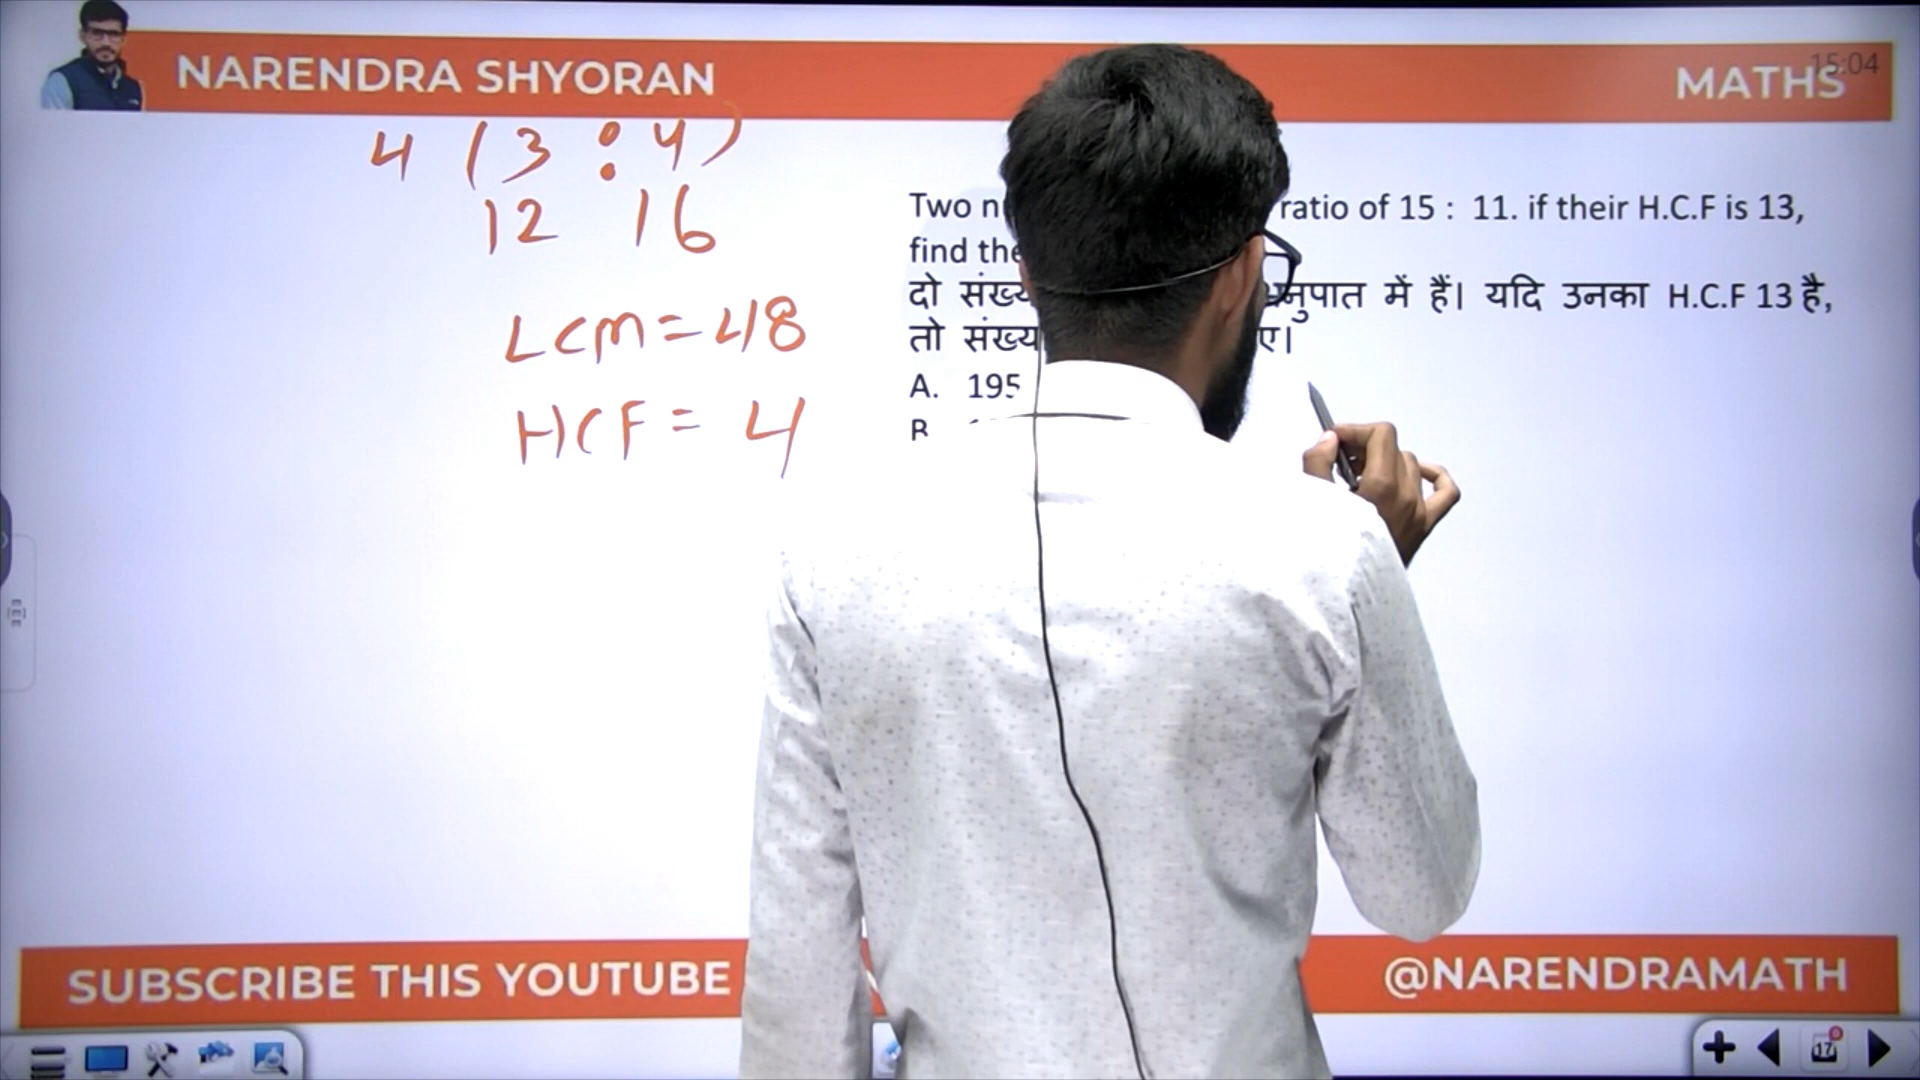 NARENDRA SHYORAN
MATHS
15:04
4 (3 : 4)
12 16
LCM = 48
HCF = 4
Two ratio of 15 : 11. if their H.C.F is 13,
find the
दो में हैं। यदि उनका H.C.F 13 है,
तो
A. 195
B
SUBSCRIBE THIS YOUTUBE
@NARENDRAMATH
17